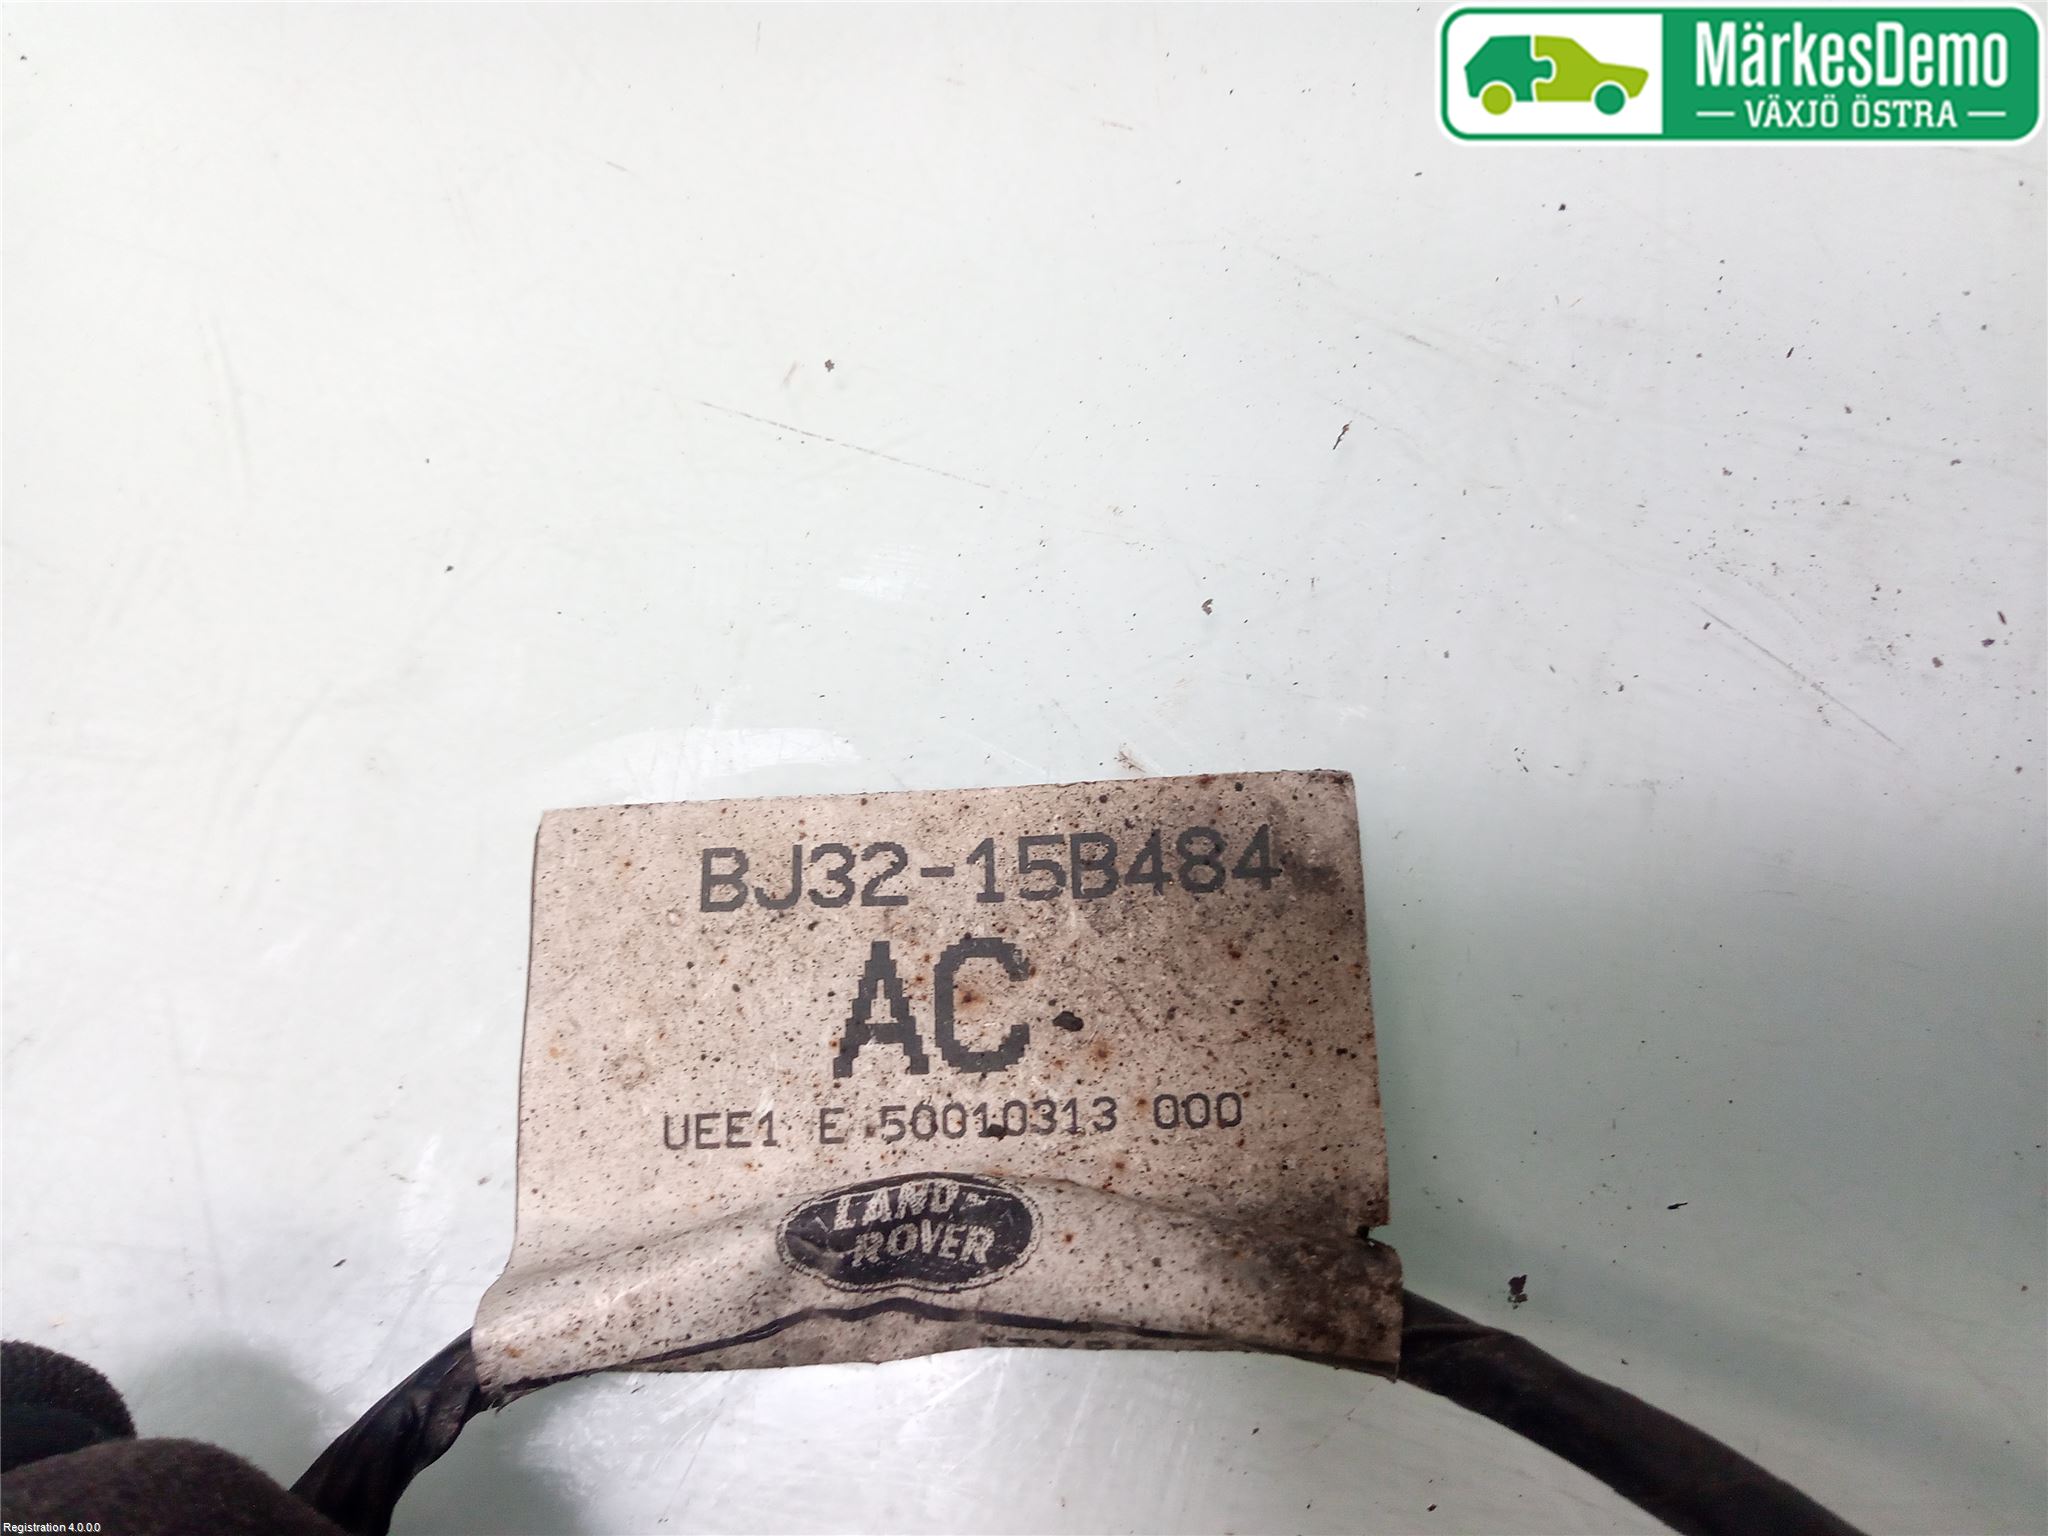 MärkesDemo
VÄXJÖ ÖSTRA
BJ32-15B484
AC
UEE1 E 50010313 000
LAND
ROVER
Registration 4.0.0.0